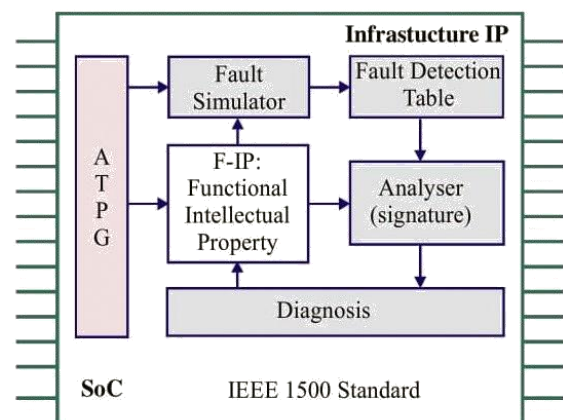 Infrastucture IP
A
T
P
G
Fault
Simulator
Fault Detection
Table
F-IP:
Functional
Intellectual
Property
Analyser
(signature)
Diagnosis
SoC
IEEE 1500 Standard